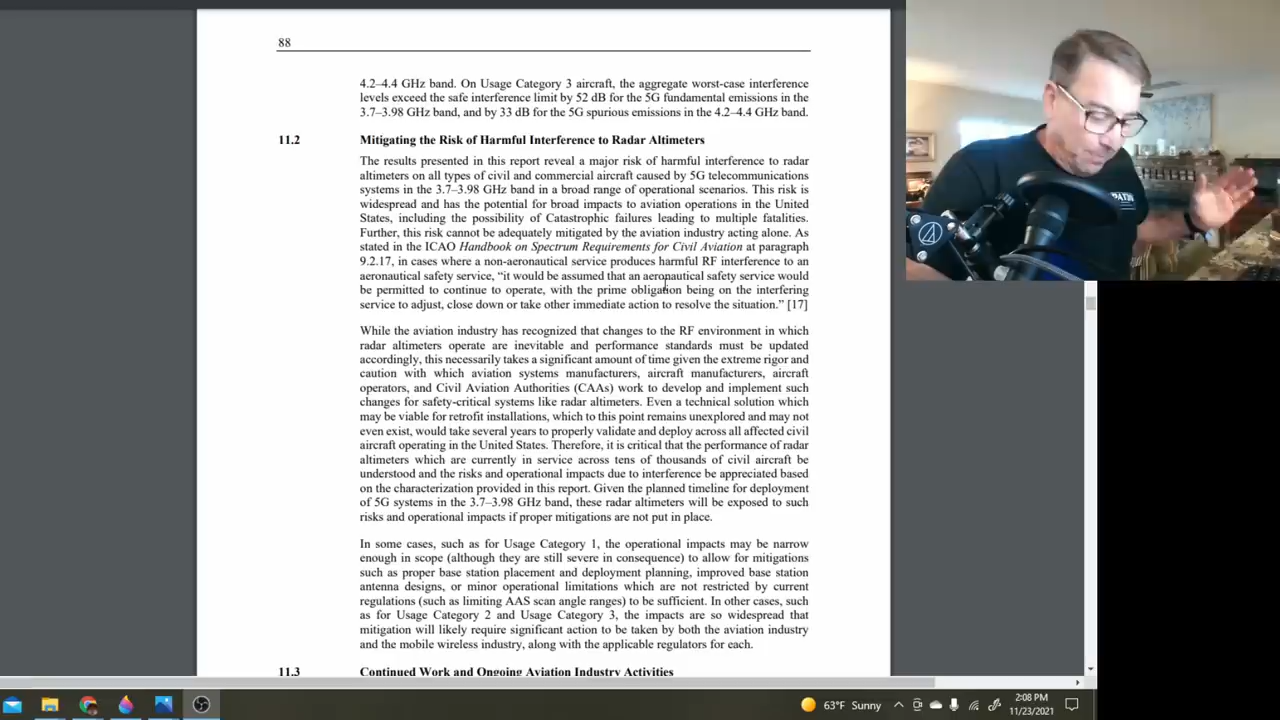 88
4.2–4.4 GHz band. On Usage Category 3 aircraft, the aggregate worst-case interference
levels exceed the safe interference limit by 52 dB for the 5G fundamental emissions in the
3.7–3.98 GHz band, and by 33 dB for the 5G spurious emissions in the 4.2–4.4 GHz band.
11.2 Mitigating the Risk of Harmful Interference to Radar Altimeters
The results presented in this report reveal a major risk of harmful interference to radar
altimeters on all types of civil and commercial aircraft caused by 5G telecommunications
systems in the 3.7–3.98 GHz band in a broad range of operational scenarios. This risk is
widespread and has the potential for broad impacts to aviation operations in the United
States, including the possibility of Catastrophic failures leading to multiple fatalities.
Further, this risk cannot be adequately mitigated by the aviation industry acting alone. As
stated in the ICAO Handbook on Spectrum Requirements for Civil Aviation at paragraph
9.2.17, in cases where a non-aeronautical service produces harmful RF interference to an
aeronautical safety service, “it would be assumed that an aeronautical safety service would
be permitted to continue to operate, with the prime obligation being on the interfering
service to adjust, close down or take other immediate action to resolve the situation.” [17]
While the aviation industry has recognized that changes to the RF environment in which
radar altimeters operate are inevitable and performance standards must be updated
accordingly, this necessarily takes a significant amount of time given the extreme rigor and
caution with which aviation systems manufacturers, aircraft manufacturers, aircraft
operators, and Civil Aviation Authorities (CAAs) work to develop and implement such
changes for safety-critical systems like radar altimeters. Even a technical solution which
may be viable for retrofit installations, which to this point remains unexplored and may not
even exist, would take several years to properly validate and deploy across all affected civil
aircraft operating in the United States. Therefore, it is critical that the performance of radar
altimeters which are currently in service across tens of thousands of civil aircraft be
understood and the risks and operational impacts due to interference be appreciated based
on the characterization provided in this report. Given the planned timeline for deployment
of 5G systems in the 3.7–3.98 GHz band, these radar altimeters will be exposed to such
risks and operational impacts if proper mitigations are not put in place.
In some cases, such as for Usage Category 1, the operational impacts may be narrow
enough in scope (although they are still severe in consequence) to allow for mitigations
such as proper base station placement and deployment planning, improved base station
antenna designs, or minor operational limitations which are not restricted by current
regulations (such as limiting AAS scan angle ranges) to be sufficient. In other cases, such
as for Usage Category 2 and Usage Category 3, the impacts are so widespread that
mitigation will likely require significant action to be taken by both the aviation industry
and the mobile wireless industry, along with the applicable regulators for each.
11.3 Continued Work and Ongoing Aviation Industry Activities
63°F Sunny
2:08 PM
11/23/2021